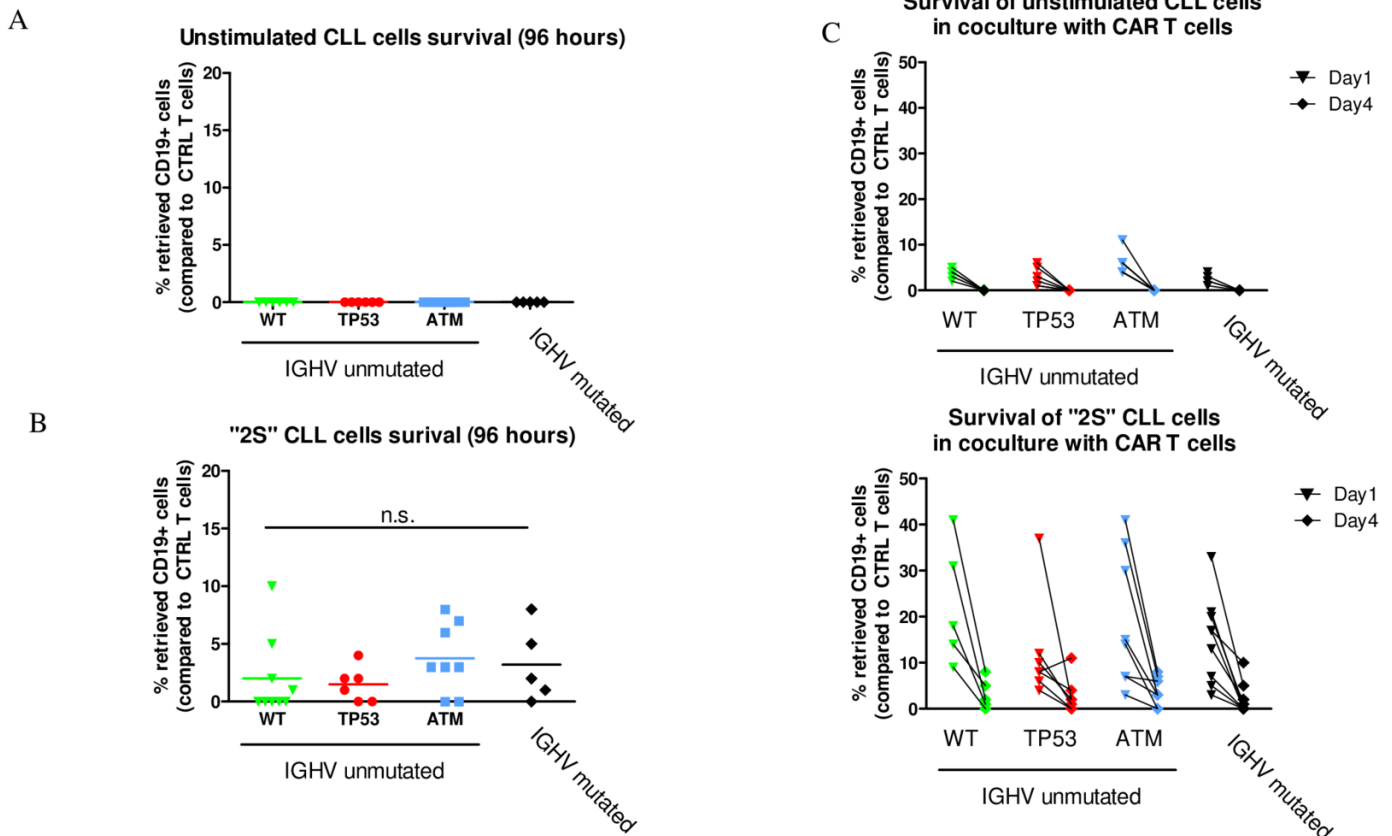 A
Unstimulated CLL cells survival (96 hours)
% retrieved CD19+ cells
(compared to CTRL T cells)
20
15
10
5
0
WT
TP53
ATM
IGHV unmutated
IGHV mutated
B
"2S" CLL cells surival (96 hours)
% retrieved CD19+ cells
(compared to CTRL T cells)
20
15
10
5
0
n.s.
WT
TP53
ATM
IGHV unmutated
IGHV mutated
C
Survival of unstimulated CLL cells
in coculture with CAR T cells
% retrieved CD19+ cells
(compared to CTRL T cells)
50
40
30
20
10
0
Day1
Day4
WT
TP53
ATM
IGHV unmutated
IGHV mutated
Survival of "2S" CLL cells
in coculture with CAR T cells
% retrieved CD19+ cells
(compared to CTRL T cells)
50
40
30
20
10
0
Day1
Day4
WT
TP53
ATM
IGHV unmutated
IGHV mutated